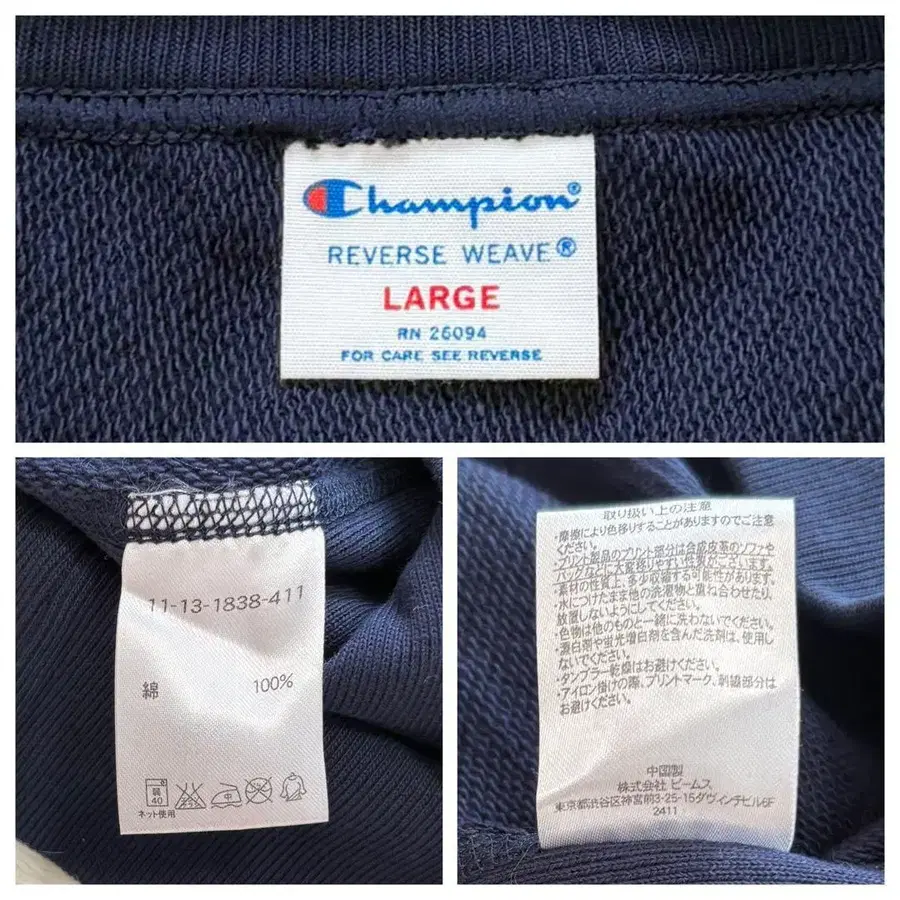 Champion®
REVERSE WEAVE®
LARGE
RN 26094
FOR CARE SEE REVERSE
11-13-1838-411
綿 100%
弱
40
エンソ
ネット使用
中
取り扱い上の注意
・摩擦により色移りすることがありますのでご注意
ください。
・プリント製品のプリント部分は合成皮革のソファや
バッグなどに大変移りやすい性質がございます。
・素材の性質上、多少収縮する可能性があります。
・水につけたまま他の洗濯物と重ね合わせたり、
放置しないようにしてください。
・色物は他のものと一緒に洗わないでください。
・漂白剤や蛍光増白剤を含んだ洗剤は、使用し
ないでください。
・タンブラー乾燥はお避けください。
・アイロン掛けの際、プリントマーク、刺繍部分は
お避けください。
中国製
株式会社 ビームス
東京都渋谷区神宮前3-25-15ダヴィンチビル6F
2411